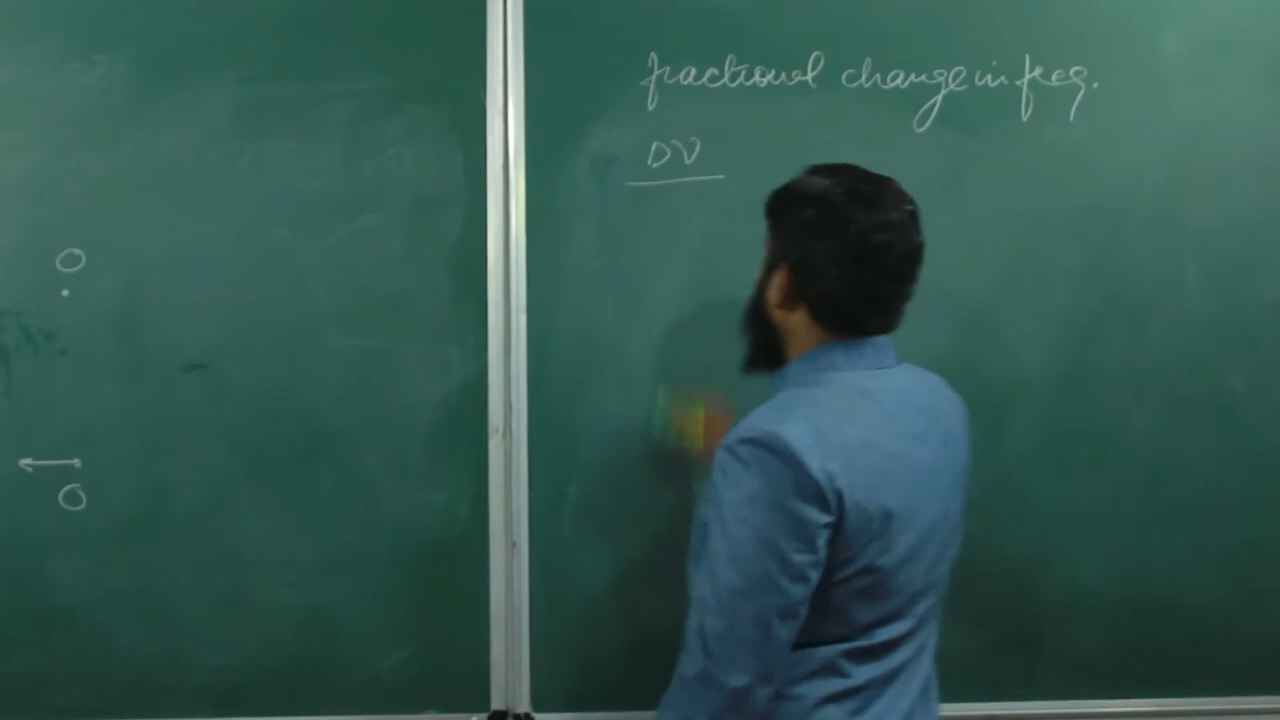 O
O
fractional change in freq.
Δν